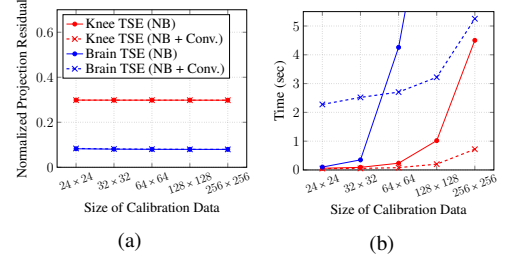 Normalized Projection Residual
0.6
0.4
0.2
0
Knee TSE (NB)
Knee TSE (NB + Conv.)
Brain TSE (NB)
Brain TSE (NB + Conv.)
24 × 24
32 × 32
64 × 64
128 × 128
256 × 256
Size of Calibration Data
(a)
Time (sec)
5
4
3
2
1
0
24 × 24
32 × 32
64 × 64
128 × 128
256 × 256
Size of Calibration Data
(b)